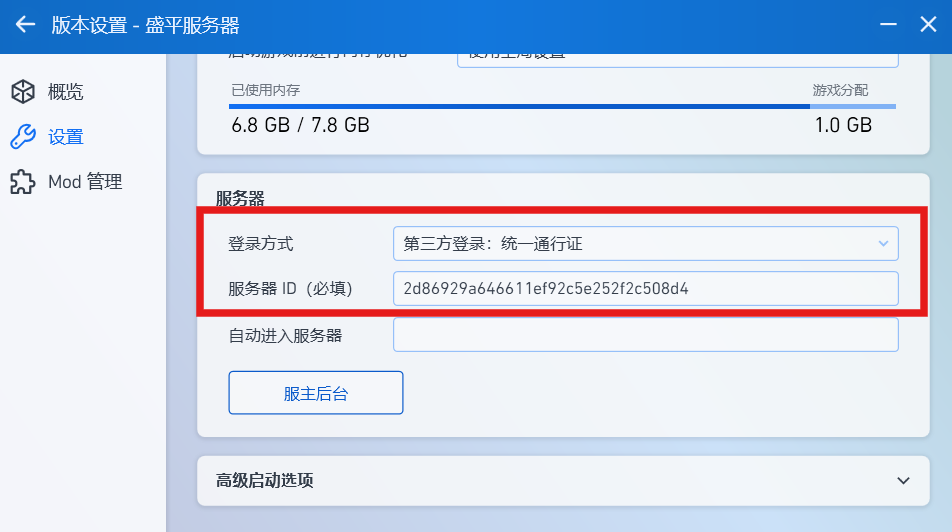 版本设置 - 盛平服务器
概览
设置
Mod 管理
已使用内存
游戏分配
6.8 GB / 7.8 GB
1.0 GB
服务器
登录方式
第三方登录：统一通行证
服务器 ID（必填）
2d86929a646611ef92c5e252f2c508d4
自动进入服务器
服主后台
高级启动选项